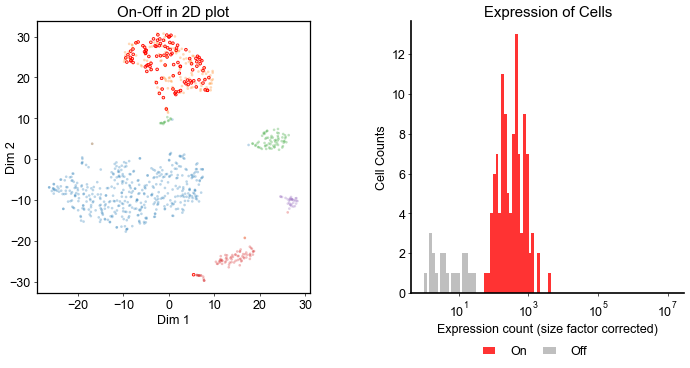 On-Off in 2D plot
Dim 2
30
20
10
0
−10
−20
−30
−20 −10 0 10 20 30
Dim 1
Expression of Cells
Cell Counts
12
10
8
6
4
2
0
10^1 10^3 10^5 10^7
Expression count (size factor corrected)
On Off